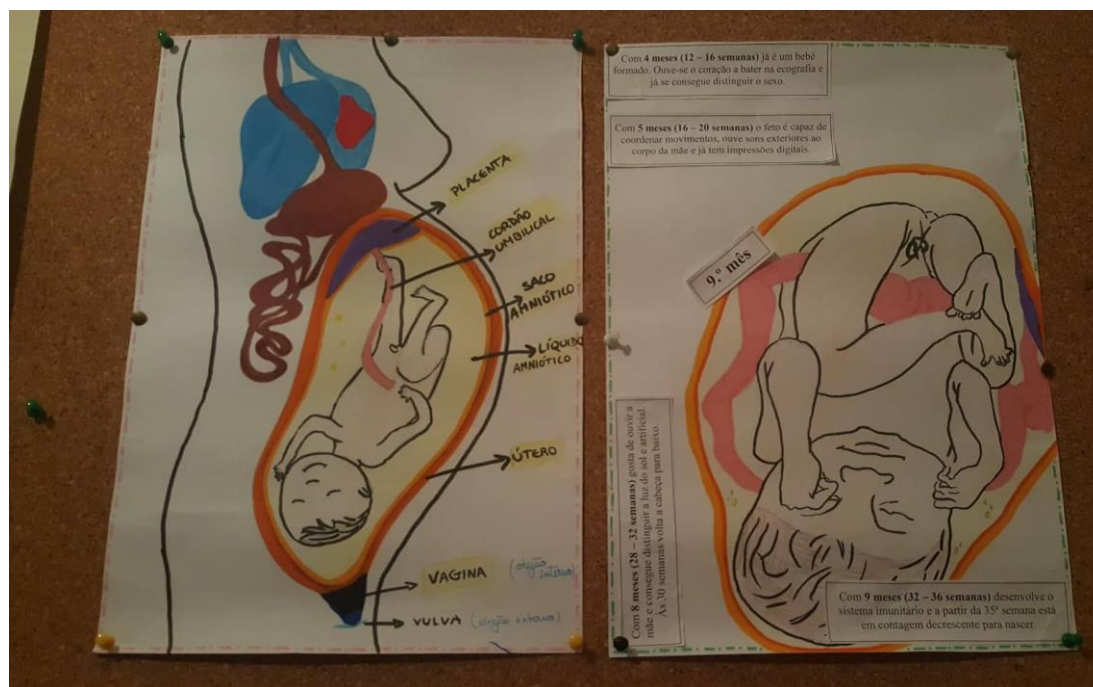 PLACENTA
CORDÃO
UMBILICAL
SACO
AMNIÓTICO
LÍQUIDO
AMNIÓTICO
ÚTERO
VAGINA (órgão
interno)
VULVA (órgão externo)
Com 4 meses (12 – 16 semanas) já é um bebé
formado. Ouve-se o coração a bater na ecografia e
já se consegue distinguir o sexo.
Com 5 meses (16 – 20 semanas) o feto é capaz de
coordenar movimentos, ouve sons exteriores ao
corpo da mãe e já tem impressões digitais.
9.º mês
Com 8 meses (28 – 32 semanas) gosta de ouvir a
mãe e consegue distinguir a luz do sol e artificial.
Às 30 semanas volta a cabeça para baixo.
Com 9 meses (32 – 36 semanas) desenvolve o
sistema imunitário e a partir da 35ª semana está
em contagem decrescente para nascer.